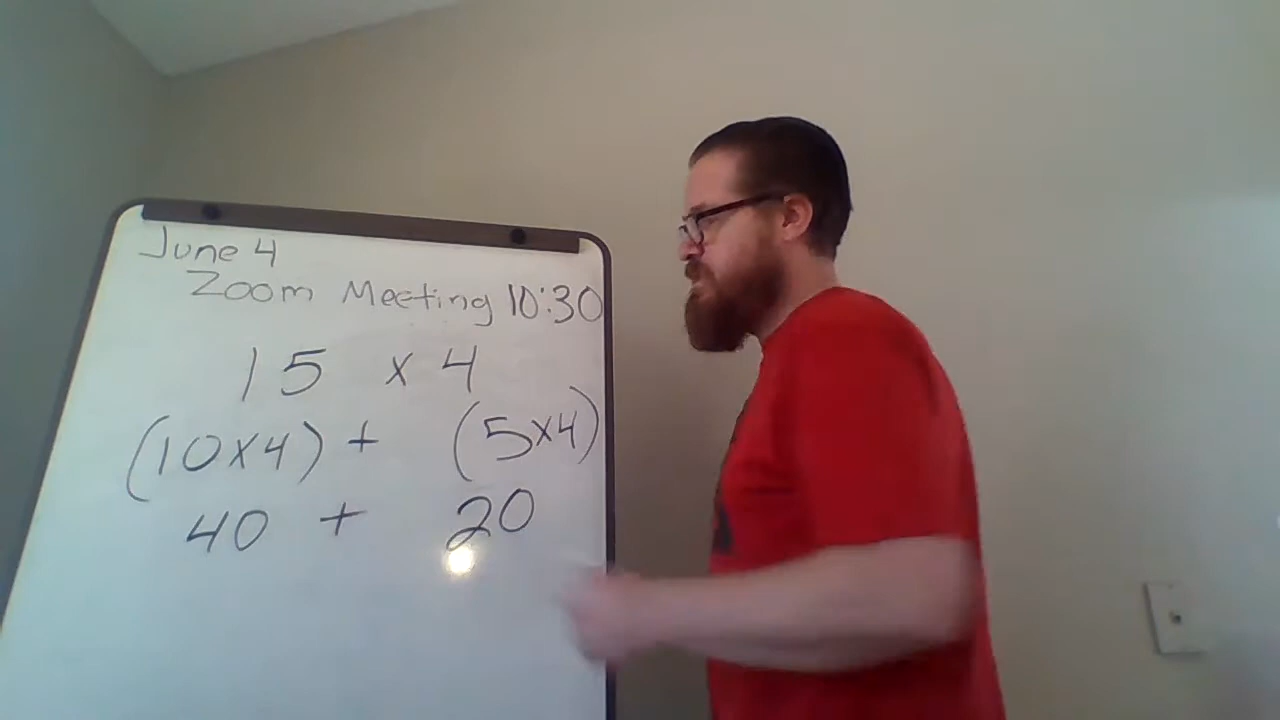 June 4
Zoom Meeting 10:30
15 x 4
(10x4) + (5x4)
40 + 20